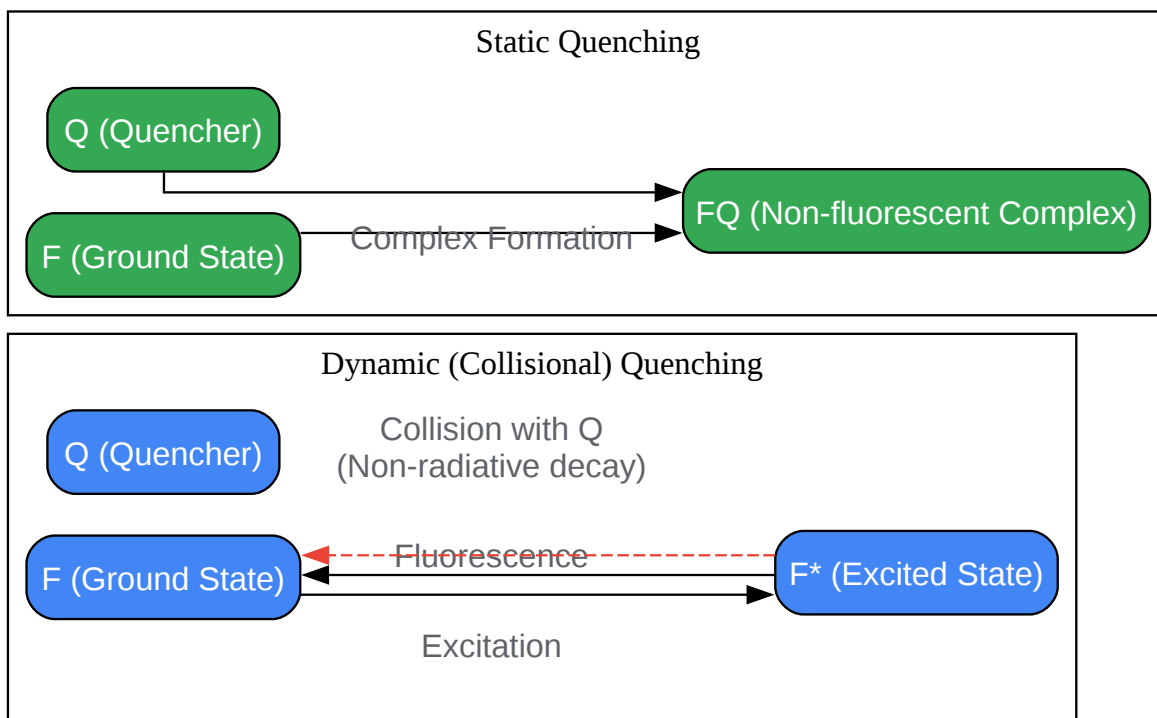 Static Quenching
Q (Quencher)
F (Ground State)
Complex Formation
FQ (Non-fluorescent Complex)
Dynamic (Collisional) Quenching
Q (Quencher)
Collision with Q
(Non-radiative decay)
F (Ground State)
Fluorescence
F* (Excited State)
Excitation